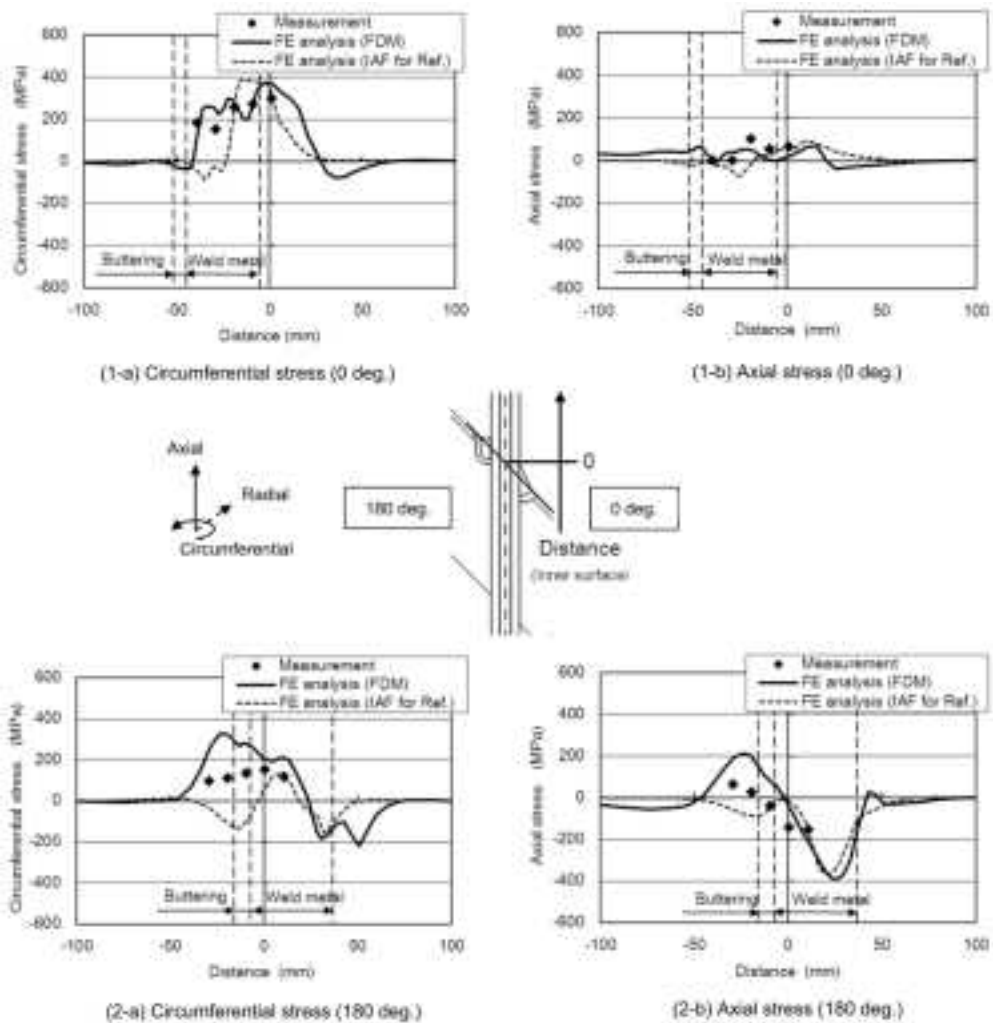 Measurement
FE analysis (FDM)
FE analysis (IAF for Ref.)
Circumferential stress (MPa)
600
400
200
0
-200
-400
-600
Buttering
Weld metal
-100
-50
0
50
100
Distance (mm)
(1-a) Circumferential stress (0 deg.)
Measurement
FE analysis (FDM)
FE analysis (IAF for Ref.)
Axial stress (MPa)
600
400
200
0
-200
-400
-600
Buttering
Weld metal
-100
-50
0
50
100
Distance (mm)
(1-b) Axial stress (0 deg.)
Axial
Radial
Circumferential
180 deg.
0
0 deg.
Distance
(Inner surface)
Measurement
FE analysis (FDM)
FE analysis (IAF for Ref.)
Circumferential stress (MPa)
600
400
200
0
-200
-400
-600
Buttering
Weld metal
-100
-50
0
50
100
Distance (mm)
(2-a) Circumferential stress (180 deg.)
Measurement
FE analysis (FDM)
FE analysis (IAF for Ref.)
Axial stress (MPa)
600
400
200
0
-200
-400
-600
Buttering
Weld metal
-100
-50
0
50
100
Distance (mm)
(2-b) Axial stress (180 deg.)